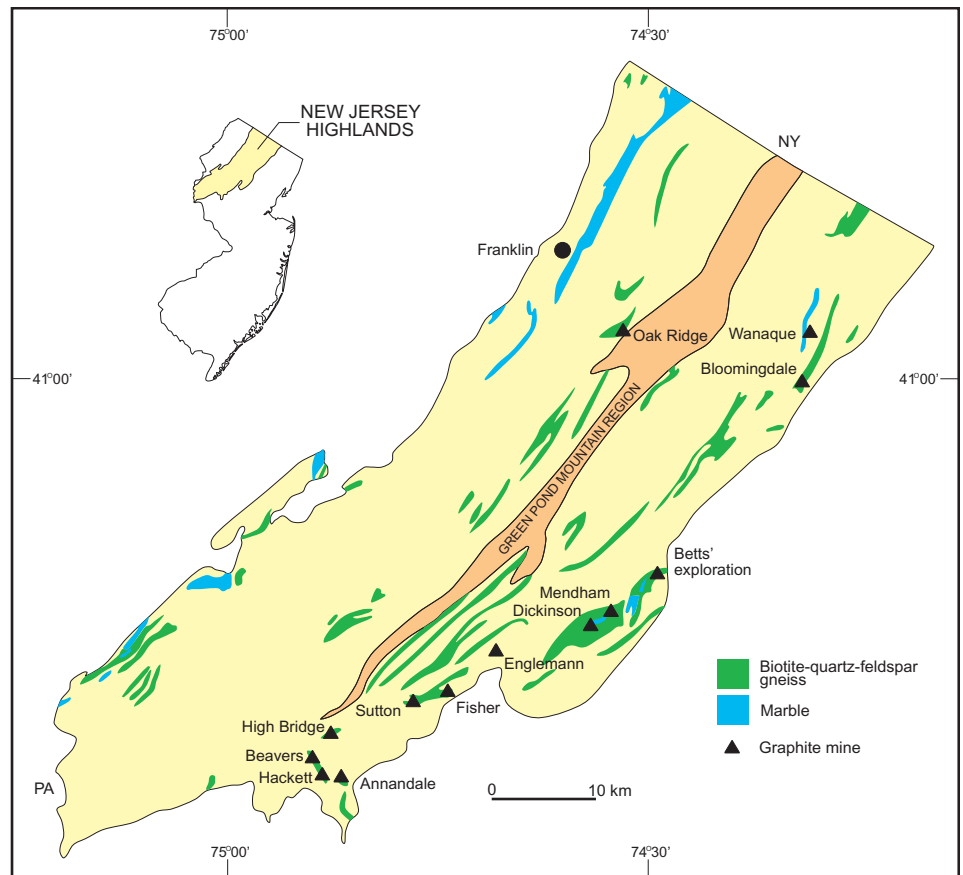 75°00'
74°30'
NEW JERSEY
HIGHLANDS
NY
Franklin
Oak Ridge
Wanaque
Bloomingdale
41°00'
41°00'
GREEN POND MOUNTAIN REGION
Betts'
exploration
Mendham
Dickinson
Englemann
Biotite-quartz-feldspar
gneiss
Marble
Graphite mine
Sutton
Fisher
High Bridge
Beavers
Hackett
Annandale
PA
0
10 km
75°00'
74°30'